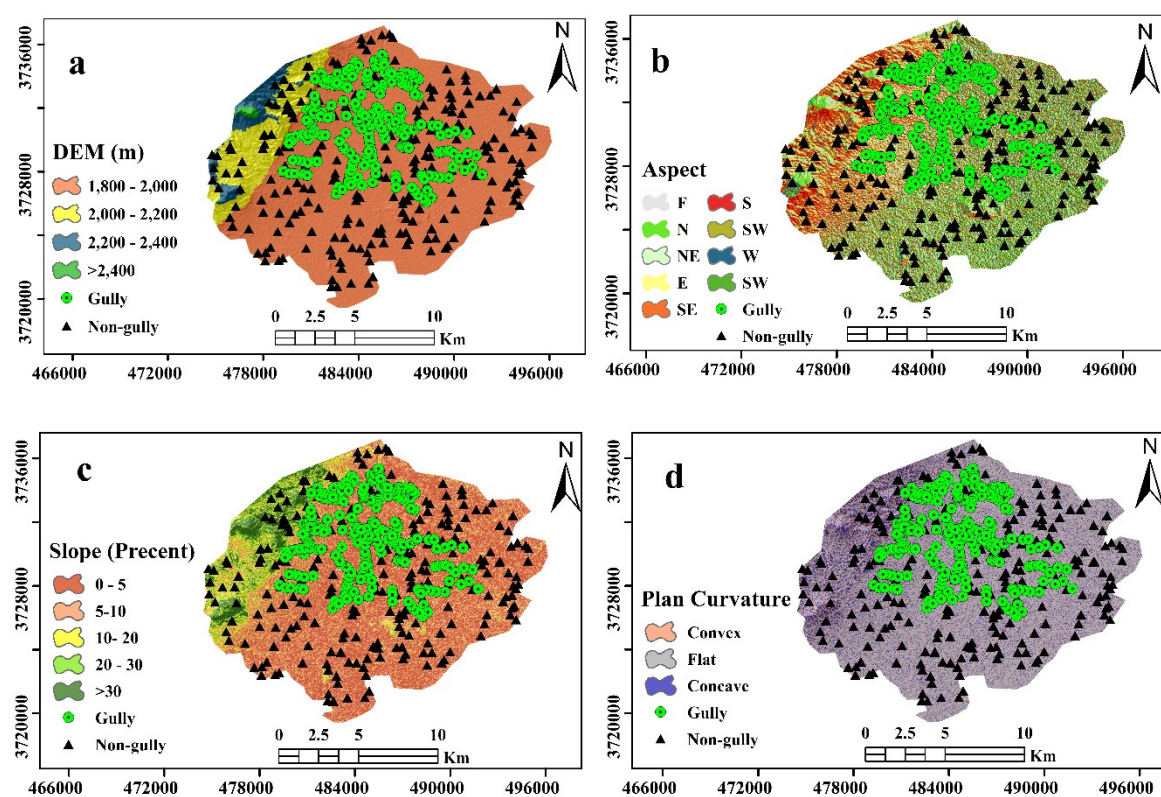 a
N
DEM (m)
1,800 - 2,000
2,000 - 2,200
2,200 - 2,400
>2,400
Gully
Non-gully
0 2.5 5 10
Km
3736000
3728000
3720000
466000 472000 478000 484000 490000 496000
b
N
Aspect
F S
N SW
NE W
E SW
SE Gully
Non-gully
0 2.5 5 10
Km
3736000
3728000
3720000
466000 472000 478000 484000 490000 496000
c
N
Slope (Precent)
0 - 5
5-10
10- 20
20 - 30
>30
Gully
Non-gully
0 2.5 5 10
Km
3736000
3728000
3720000
466000 472000 478000 484000 490000 496000
d
N
Plan Curvature
Convex
Flat
Concave
Gully
Non-gully
0 2.5 5 10
Km
3736000
3728000
3720000
466000 472000 478000 484000 490000 496000